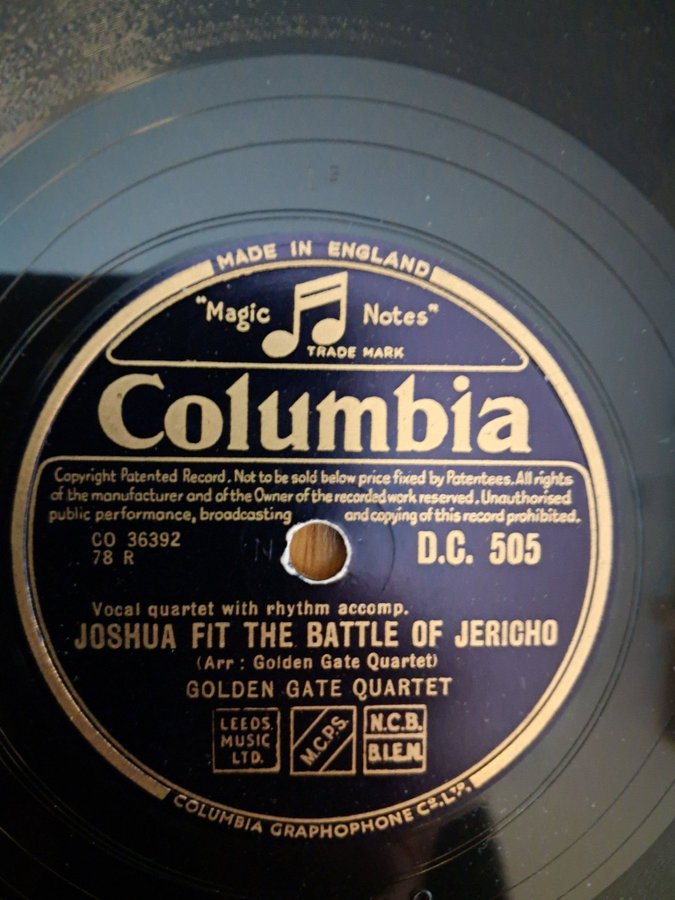 MADE IN ENGLAND
"Magic Notes"
TRADE MARK
Columbia
Copyright Patented Record. Not to be sold below price fixed by Patentees. All rights
of the manufacturer and of the Owner of the recorded work reserved. Unauthorised
public performance, broadcasting and copying of this record prohibited.
CO 36392
78 R
D.C. 505
Vocal quartet with rhythm accomp.
JOSHUA FIT THE BATTLE OF JERICHO
(Arr : Golden Gate Quartet)
GOLDEN GATE QUARTET
LEEDS
MUSIC
LTD.
M.C.P.S.
N.C.B.
B.I.E.M.
COLUMBIA GRAPHOPHONE Co. LTD.